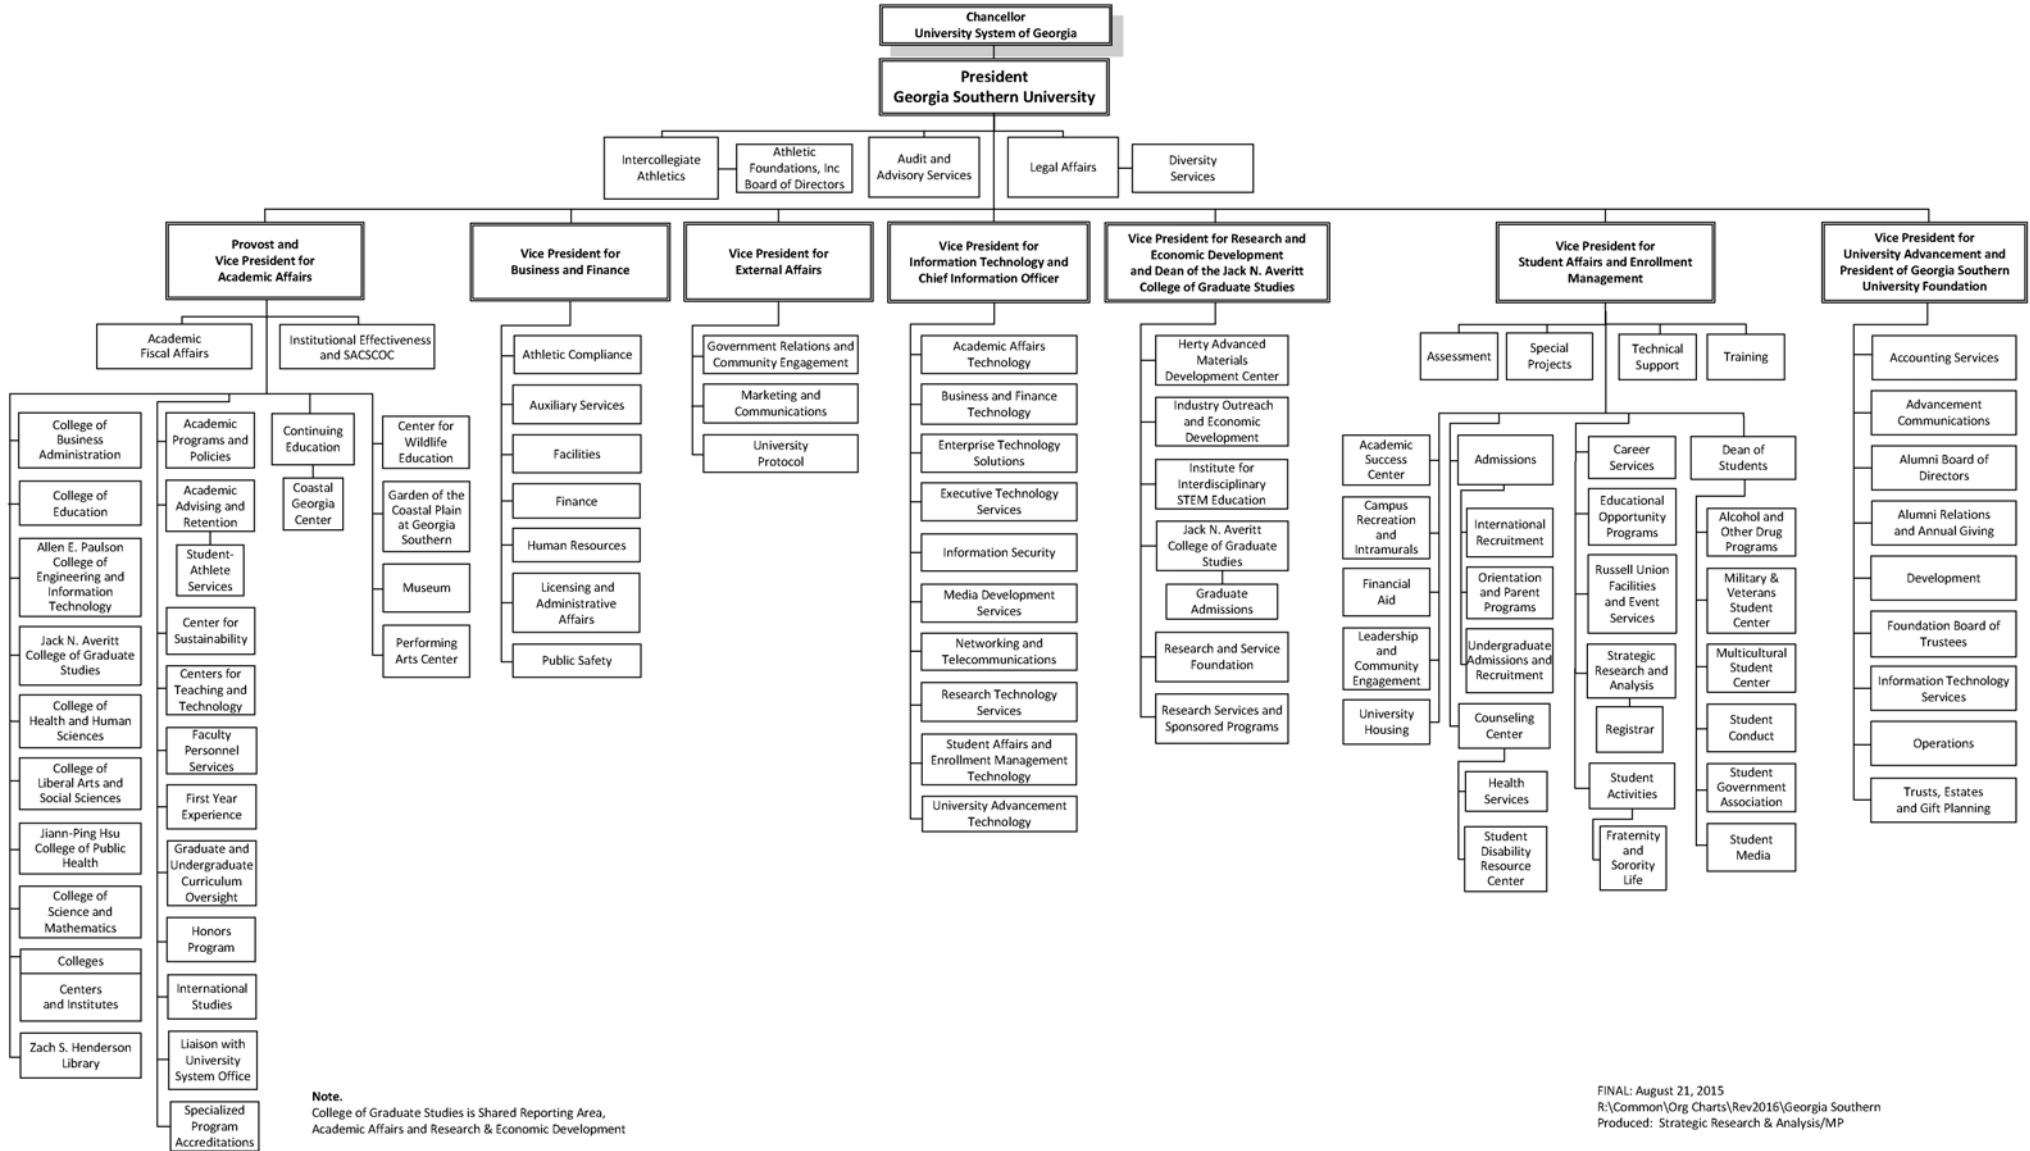 Chancellor
University System of Georgia
President
Georgia Southern University
Intercollegiate
Athletics
Athletic
Foundations, Inc
Board of Directors
Audit and
Advisory Services
Legal Affairs
Diversity
Services
Provost and
Vice President for
Academic Affairs
Vice President for
Business and Finance
Vice President for
External Affairs
Vice President for
Information Technology and
Chief Information Officer
Vice President for Research and
Economic Development
and Dean of the Jack N. Averitt
College of Graduate Studies
Vice President for
Student Affairs and Enrollment
Management
Vice President for
University Advancement and
President of Georgia Southern
University Foundation
Academic
Fiscal Affairs
Institutional Effectiveness
and SACSCOC
College of
Business
Administration
College of
Education
Allen E. Paulson
College of
Engineering and
Information
Technology
Jack N. Averitt
College of Graduate
Studies
College of
Health and Human
Sciences
College of
Liberal Arts and
Social Sciences
Jiann-Ping Hsu
College of Public
Health
College of
Science and
Mathematics
Colleges
Centers
and Institutes
Zach S. Henderson
Library
Academic
Programs and
Policies
Academic
Advising and
Retention
Student-
Athlete
Services
Center for
Sustainability
Centers for
Teaching and
Technology
Faculty
Personnel
Services
First Year
Experience
Graduate and
Undergraduate
Curriculum
Oversight
Honors
Program
International
Studies
Liaison with
University
System Office
Specialized
Program
Accreditations
Continuing
Education
Coastal
Georgia
Center
Center for
Wildlife
Education
Garden of the
Coastal Plain
at Georgia
Southern
Museum
Performing
Arts Center
Athletic Compliance
Auxiliary Services
Facilities
Finance
Human Resources
Licensing and
Administrative
Affairs
Public Safety
Government Relations and
Community Engagement
Marketing and
Communications
University
Protocol
Academic Affairs
Technology
Business and Finance
Technology
Enterprise Technology
Solutions
Executive Technology
Services
Information Security
Media Development
Services
Networking and
Telecommunications
Research Technology
Services
Student Affairs and
Enrollment Management
Technology
University Advancement
Technology
Herty Advanced
Materials
Development Center
Industry Outreach
and Economic
Development
Institute for
Interdisciplinary
STEM Education
Jack N. Averitt
College of Graduate
Studies
Graduate
Admissions
Research and Service
Foundation
Research Services and
Sponsored Programs
Assessment
Special
Projects
Technical
Support
Training
Academic
Success
Center
Campus
Recreation
and
Intramurals
Financial
Aid
Leadership
and
Community
Engagement
University
Housing
Admissions
International
Recruitment
Orientation
and Parent
Programs
Undergraduate
Admissions and
Recruitment
Counseling
Center
Health
Services
Student
Disability
Resource
Center
Career
Services
Educational
Opportunity
Programs
Russell Union
Facilities
and Event
Services
Strategic
Research and
Analysis
Registrar
Student
Activities
Fraternity
and
Sorority
Life
Dean of
Students
Alcohol and
Other Drug
Programs
Military &
Veterans
Student
Center
Multicultural
Student
Center
Student
Conduct
Student
Government
Association
Student
Media
Accounting Services
Advancement
Communications
Alumni Board of
Directors
Alumni Relations
and Annual Giving
Development
Foundation Board of
Trustees
Information Technology
Services
Operations
Trusts, Estates
and Gift Planning
Note.
College of Graduate Studies is Shared Reporting Area,
Academic Affairs and Research & Economic Development
FINAL: August 21, 2015
R:\Common\Org Charts\Rev2016\Georgia Southern
Produced:  Strategic Research & Analysis/MP